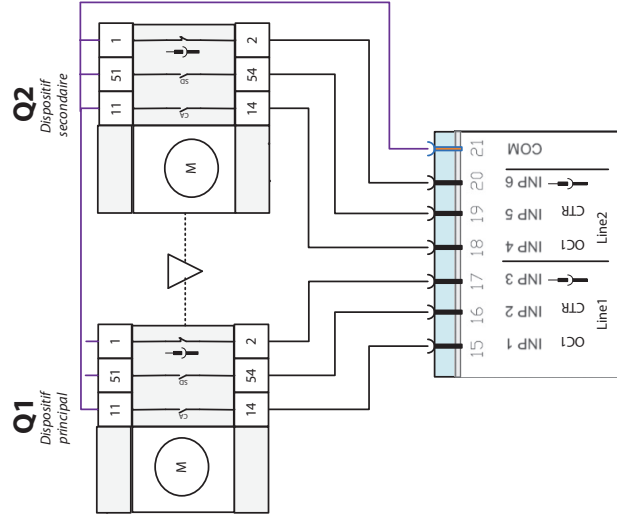 Q2
Dispositif
secondaire
1
51
11
SD
CA
2
54
14
M
Q1
Dispositif
principal
1
51
11
SD
CA
2
54
14
M
21
20
19
18
17
16
15
COM
INP 6
INP 5
INP 4
INP 3
INP 2
INP 1
CTR
OC1
CTR
OC1
Line2
Line1